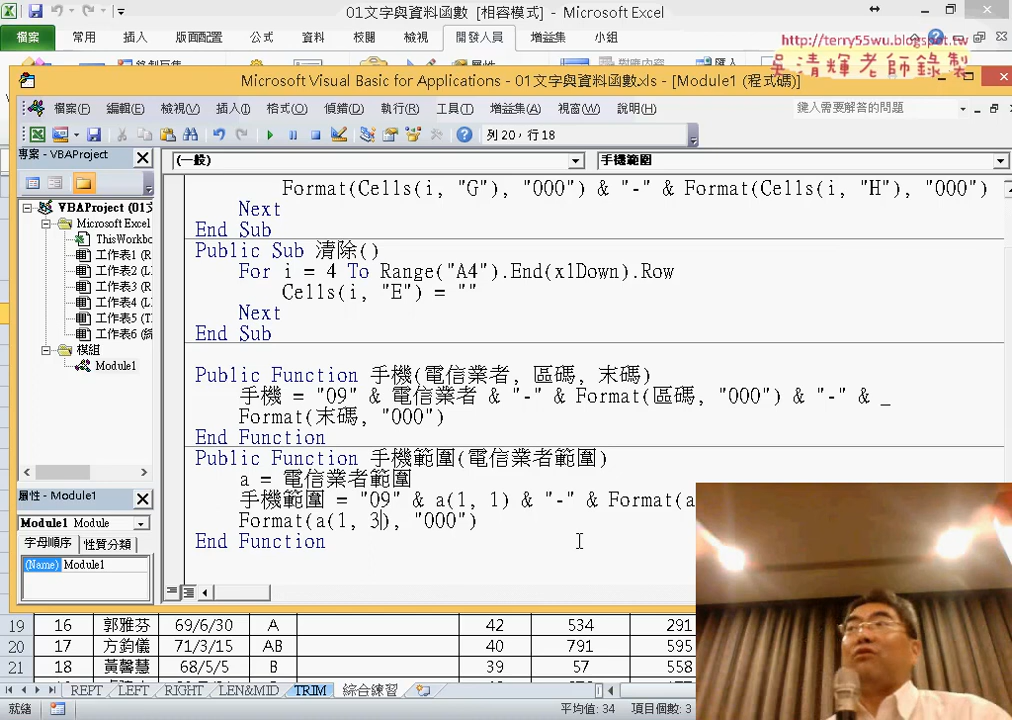 01文字與資料函數 [相容模式] - Microsoft Excel
檔案 常用 插入 版面配置 公式 資料 校閱 檢視 開發人員 增益集 小組
http://terry55wu.blogspot.tw
吳清輝老師錄製
Microsoft Visual Basic for Applications - 01文字與資料函數.xls - [Module1 (程式碼)]
檔案(F) 編輯(E) 檢視(V) 插入(I) 格式(O) 偵錯(D) 執行(R) 工具(T) 增益集(A) 視窗(W) 說明(H) 鍵入需要解答的問題
列 20, 行 18
專案 - VBAProject
(一般) 手機範圍
VBAProject (01文
Microsoft Excel
ThisWorkbo
工作表1 (R
工作表2 (L
工作表3 (R
工作表4 (L
工作表5 (T
工作表6 (綜
模組
Module1
屬性 - Module1
Module1 Module
字母順序 性質分類
(Name) Module1
Format(Cells(i, "G"), "000") & "-" & Format(Cells(i, "H"), "000")
Next
End Sub
Public Sub 清除()
For i = 4 To Range("A4").End(xlDown).Row
Cells(i, "E") = ""
Next
End Sub
Public Function 手機(電信業者, 區碼, 末碼)
手機 = "09" & 電信業者 & "-" & Format(區碼, "000") & "-" & _
Format(末碼, "000")
End Function
Public Function 手機範圍(電信業者範圍)
a = 電信業者範圍
手機範圍 = "09" & a(1, 1) & "-" & Format(a
Format(a(1, 3), "000")
End Function
19 16 郭雅芬 69/6/30 A 42 534 291
20 17 方鈞儀 71/3/15 AB 40 791 595
21 18 黃馨慧 68/5/5 B 39 57 558
REPT LEFT RIGHT LEN&MID TRIM 綜合練習
就緒 平均值: 34 項目個數: 3